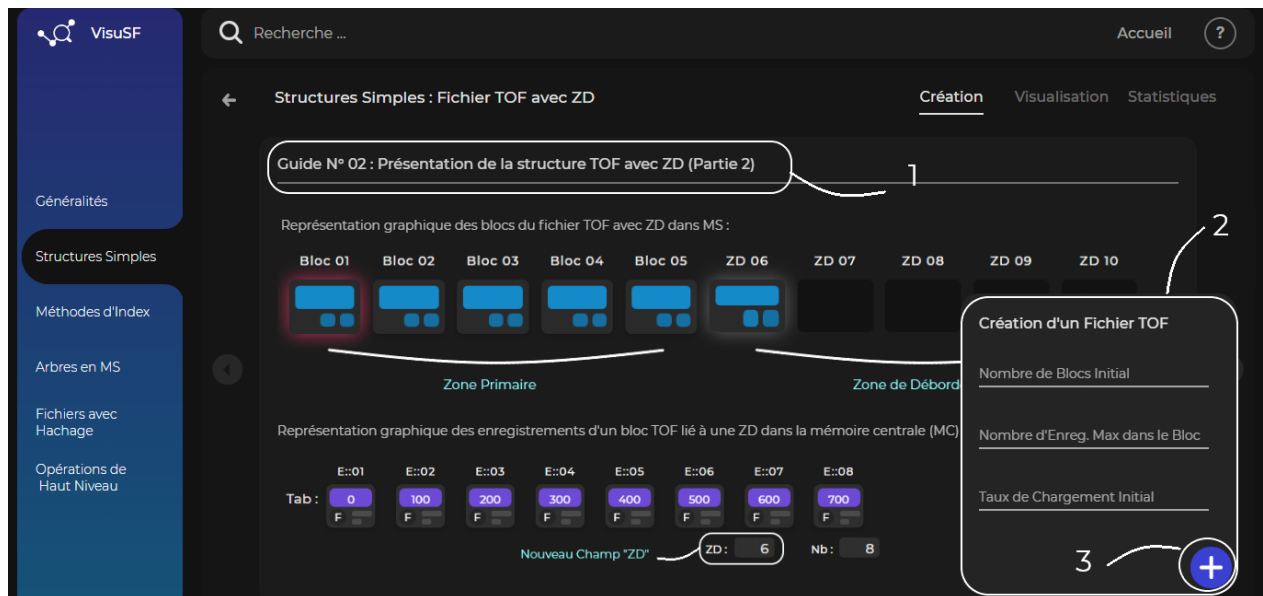 VisuSF
Recherche ...
Accueil
?
Structures Simples : Fichier TOF avec ZD
Création Visualisation Statistiques
Guide N° 02 : Présentation de la structure TOF avec ZD (Partie 2)
1
Généralités
Structures Simples
Méthodes d'Index
Arbres en MS
Fichiers avec
Hachage
Opérations de
Haut Niveau
Représentation graphique des blocs du fichier TOF avec ZD dans MS :
2
Bloc 01 Bloc 02 Bloc 03 Bloc 04 Bloc 05 ZD 06 ZD 07 ZD 08 ZD 09 ZD 10
Zone Primaire
Zone de Débord
Représentation graphique des enregistrements d'un bloc TOF lié à une ZD dans la mémoire centrale (MC)
E::01 E::02 E::03 E::04 E::05 E::06 E::07 E::08
Tab : 0 100 200 300 400 500 600 700
F F F F F F F F
Nouveau Champ "ZD"
ZD : 6
Nb : 8
Création d'un Fichier TOF
Nombre de Blocs Initial
Nombre d'Enreg. Max dans le Bloc
Taux de Chargement Initial
3
+